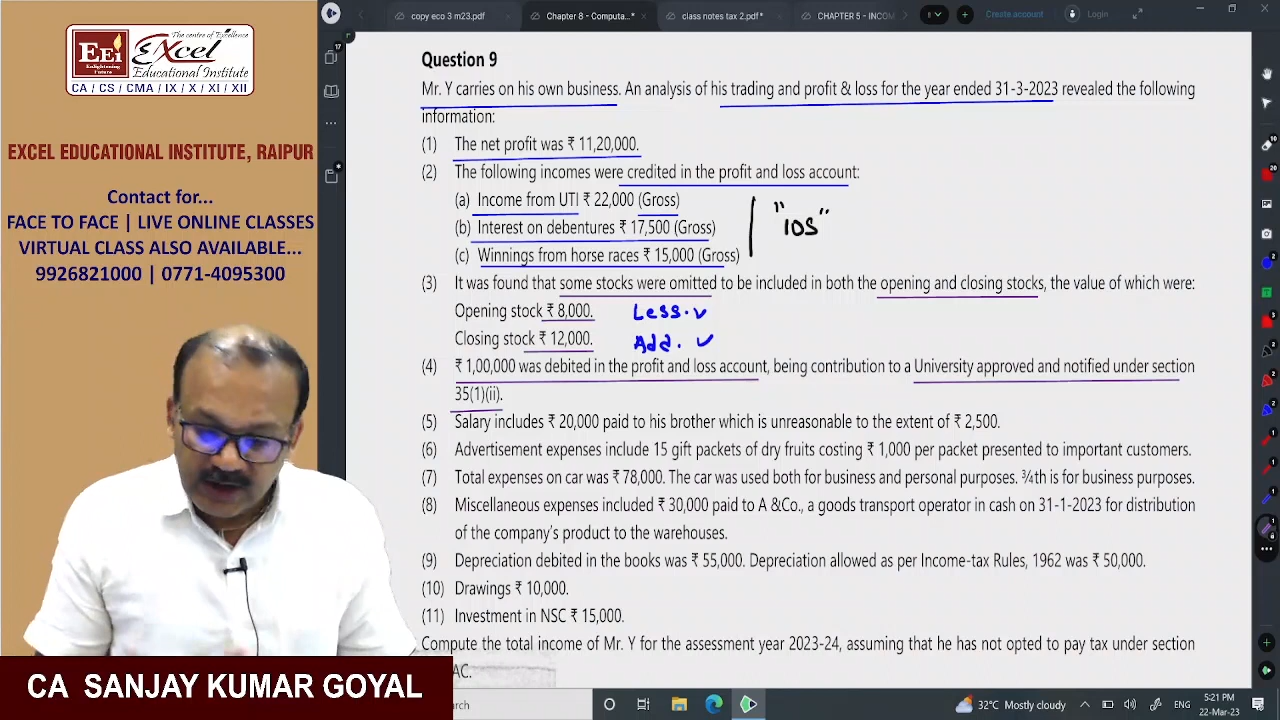 copy eco 3 m23.pdf
Chapter 8 - Computa...*
class notes tax 2.pdf *
CHAPTER 5 - INCOM
Create account
Login
The centre of Excellence
EEi
Enlightening
Future
Excel
Educational Institute
CA / CS / CMA / IX / X / XI / XII
EXCEL EDUCATIONAL INSTITUTE, RAIPUR
Contact for...
FACE TO FACE | LIVE ONLINE CLASSES
VIRTUAL CLASS ALSO AVAILABLE...
9926821000 | 0771-4095300
Question 9
Mr. Y carries on his own business. An analysis of his trading and profit & loss for the year ended 31-3-2023 revealed the following
information:
(1) The net profit was ₹ 11,20,000.
(2) The following incomes were credited in the profit and loss account:
(a) Income from UTI ₹ 22,000 (Gross)
(b) Interest on debentures ₹ 17,500 (Gross)
(c) Winnings from horse races ₹ 15,000 (Gross)
"IOS"
(3) It was found that some stocks were omitted to be included in both the opening and closing stocks, the value of which were:
Opening stock ₹ 8,000. Less. ✓
Closing stock ₹ 12,000. Add. ✓
(4) ₹ 1,00,000 was debited in the profit and loss account, being contribution to a University approved and notified under section
35(1)(ii).
(5) Salary includes ₹ 20,000 paid to his brother which is unreasonable to the extent of ₹ 2,500.
(6) Advertisement expenses include 15 gift packets of dry fruits costing ₹ 1,000 per packet presented to important customers.
(7) Total expenses on car was ₹ 78,000. The car was used both for business and personal purposes. ¾th is for business purposes.
(8) Miscellaneous expenses included ₹ 30,000 paid to A &Co., a goods transport operator in cash on 31-1-2023 for distribution
of the company's product to the warehouses.
(9) Depreciation debited in the books was ₹ 55,000. Depreciation allowed as per Income-tax Rules, 1962 was ₹ 50,000.
(10) Drawings ₹ 10,000.
(11) Investment in NSC ₹ 15,000.
Compute the total income of Mr. Y for the assessment year 2023-24, assuming that he has not opted to pay tax under section
AC.
CA SANJAY KUMAR GOYAL
rch
32°C Mostly cloudy
ENG
5:21 PM
22-Mar-23